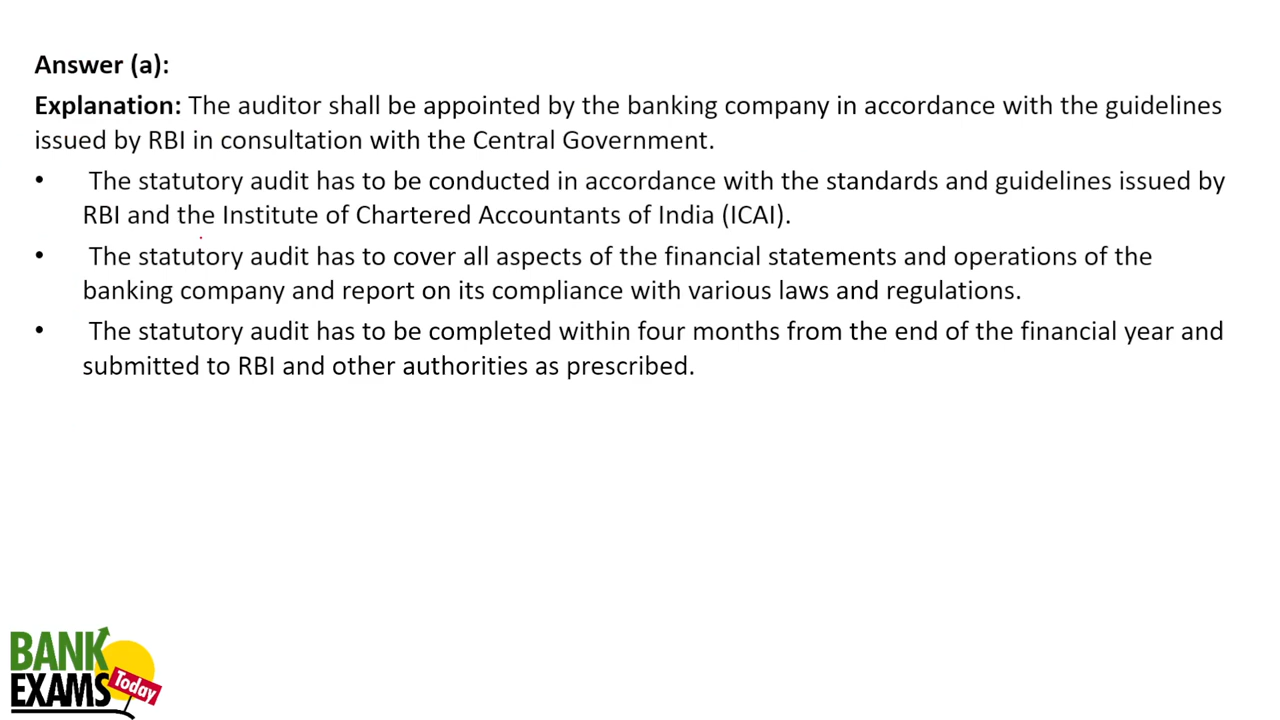 Answer (a):
Explanation: The auditor shall be appointed by the banking company in accordance with the guidelines
issued by RBI in consultation with the Central Government.
• The statutory audit has to be conducted in accordance with the standards and guidelines issued by
RBI and the Institute of Chartered Accountants of India (ICAI).
• The statutory audit has to cover all aspects of the financial statements and operations of the
banking company and report on its compliance with various laws and regulations.
• The statutory audit has to be completed within four months from the end of the financial year and
submitted to RBI and other authorities as prescribed.
BANK
EXAMS
Today